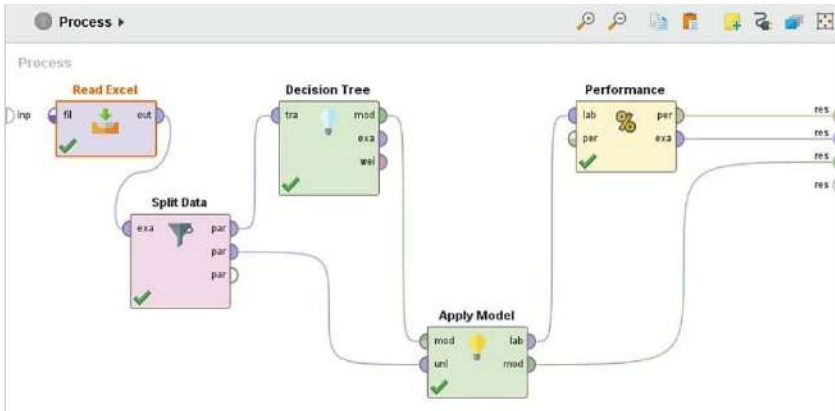 Process
Process
Read Excel
Inp
fil
out
Decision Tree
tra
mod
exa
wei
Performance
lab
per
per
exa
res
res
res
res
Split Data
exa
par
par
par
Apply Model
mod
lab
unl
mod